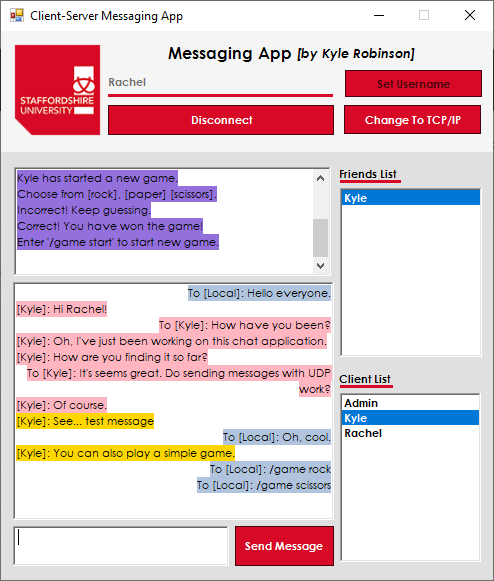 Client-Server Messaging App
Messaging App [by Kyle Robinson]
STAFFORDSHIRE
UNIVERSITY
Rachel
Set Username
Disconnect
Change To TCP/IP
Kyle has started a new game.
Choose from [rock], [paper] [scissors].
Incorrect! Keep guessing.
Correct! You have won the game!
Enter '/game start' to start new game.
Friends List
Kyle
To [Local]: Hello everyone.
[Kyle]: Hi Rachel!
To [Kyle]: How have you been?
[Kyle]: Oh, I've just been working on this chat application.
[Kyle]: How are you finding it so far?
To [Kyle]: It's seems great. Do sending messages with UDP
work?
[Kyle]: Of course.
[Kyle]: See... test message
To [Local]: Oh, cool.
[Kyle]: You can also play a simple game.
To [Local]: /game rock
To [Local]: /game scissors
Client List
Admin
Kyle
Rachel
Send Message